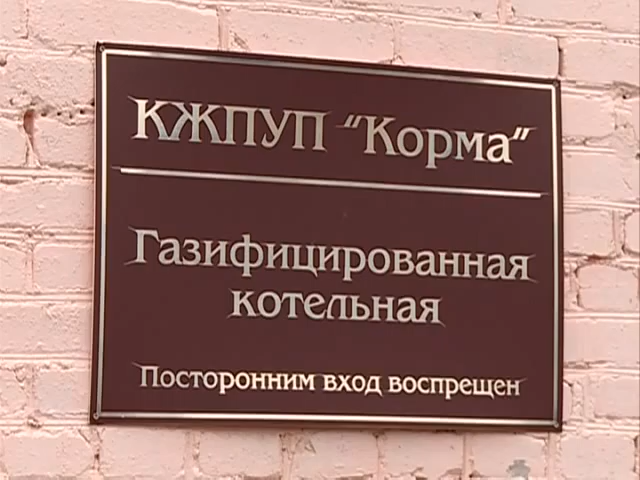 КЖПУП "Корма"
Газифицированная
котельная
Посторонним вход воспрещен